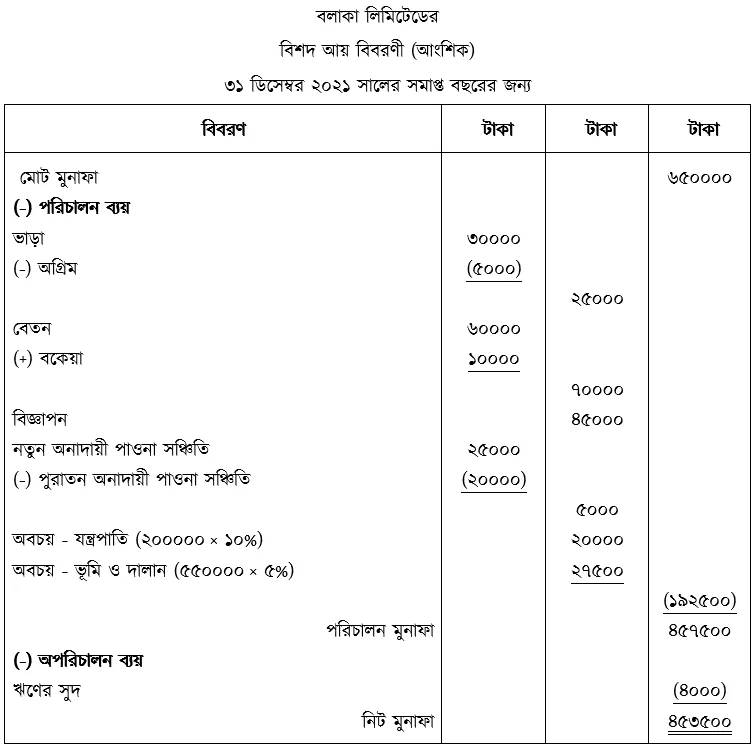 বলাকা লিমিটেডের
বিশদ আয় বিবরণী (আংশিক)
৩১ ডিসেম্বর ২০২১ সালের সমাপ্ত বছরের জন্য
বিবরণ টাকা টাকা টাকা
মোট মুনাফা ৬৫০০০০
(-) পরিচালন ব্যয়
ভাড়া ৩০০০০
(-) অগ্রিম (৫০০০)
২৫০০০
বেতন ৬০০০০
(+) বকেয়া ১০০০০
৭০০০০
বিজ্ঞাপন ৪৫০০০
নতুন অনাদায়ী পাওনা সঞ্চিতি ২৫০০০
(-) পুরাতন অনাদায়ী পাওনা সঞ্চিতি (২০০০০)
৫০০০
অবচয় - যন্ত্রপাতি (২০০০০০ × ১০%) ২০০০০
অবচয় - ভূমি ও দালান (৫৫০০০০ × ৫%) ২৭৫০০
(১৯২৫০০)
পরিচালন মুনাফা ৪৫৭৫০০
(-) অপরিচালন ব্যয়
ঋণের সুদ (৪০০০)
নিট মুনাফা ৪৫৩৫০০